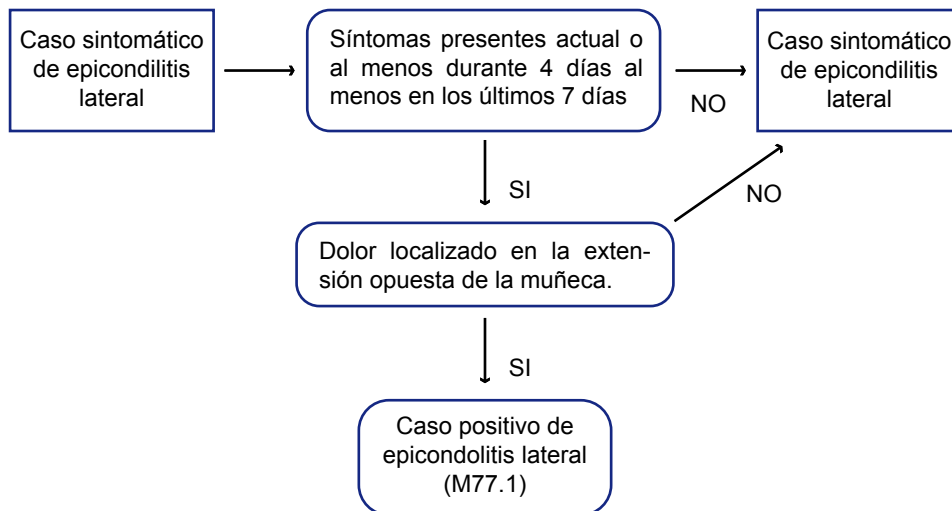 Caso sintomático
de epicondilitis
lateral
Síntomas presentes actual o
al menos durante 4 días al
menos en los últimos 7 días
NO
Caso sintomático
de epicondilitis
lateral
SI
NO
Dolor localizado en la exten-
sión opuesta de la muñeca.
SI
Caso positivo de
epicondolitis lateral
(M77.1)